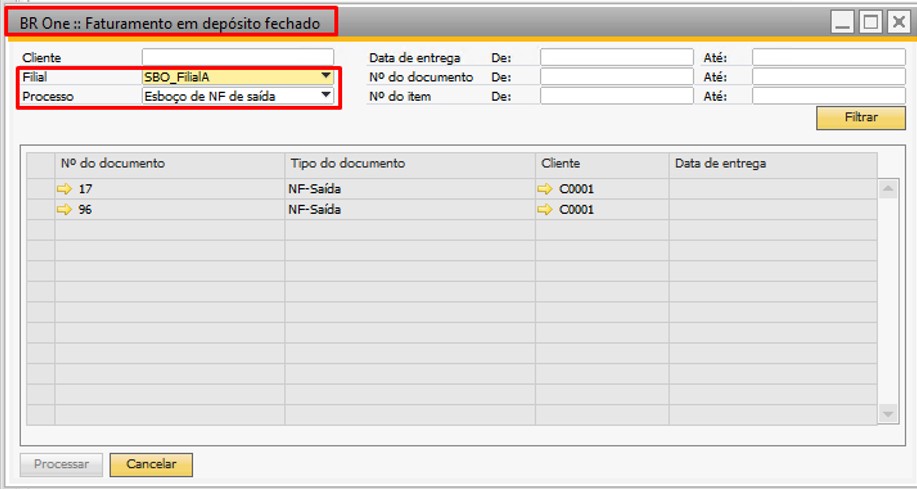 BR One :: Faturamento em depósito fechado
Cliente Data de entrega De: Até:
Filial SBO_FilialA Nº do documento De: Até:
Processo Esboço de NF de saída Nº do item De: Até:
Filtrar
Nº do documento Tipo do documento Cliente Data de entrega
17 NF-Saída C0001
96 NF-Saída C0001
Processar Cancelar